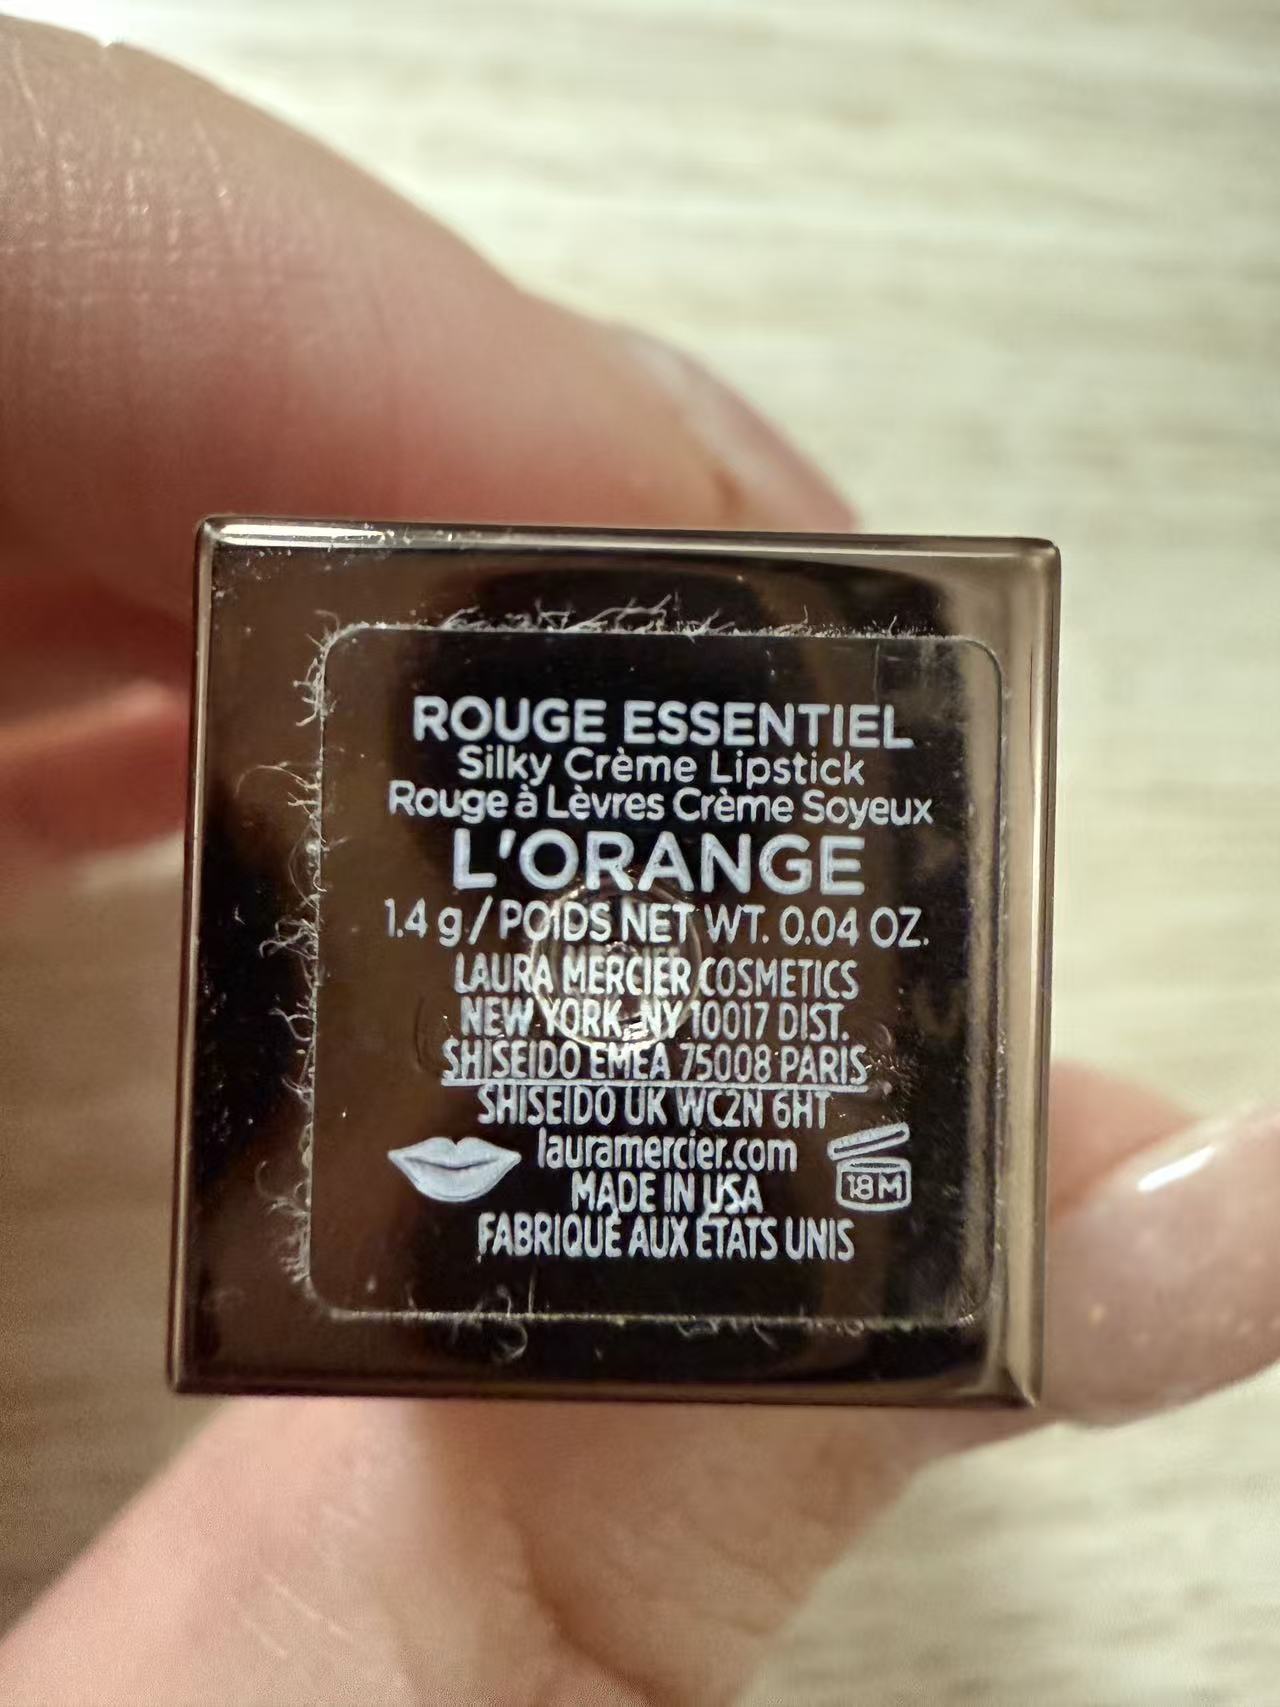 ROUGE ESSENTIEL
Silky Crème Lipstick
Rouge à Lèvres Crème Soyeux
L'ORANGE
1.4 g / POIDS NET WT. 0.04 OZ.
LAURA MERCIER COSMETICS
NEW YORK, NY 10017 DIST.
SHISEIDO EMEA 75008 PARIS
SHISEIDO UK WC2N 6HT
lauramercier.com
18 M
MADE IN USA
FABRIQUÉ AUX ÉTATS UNIS